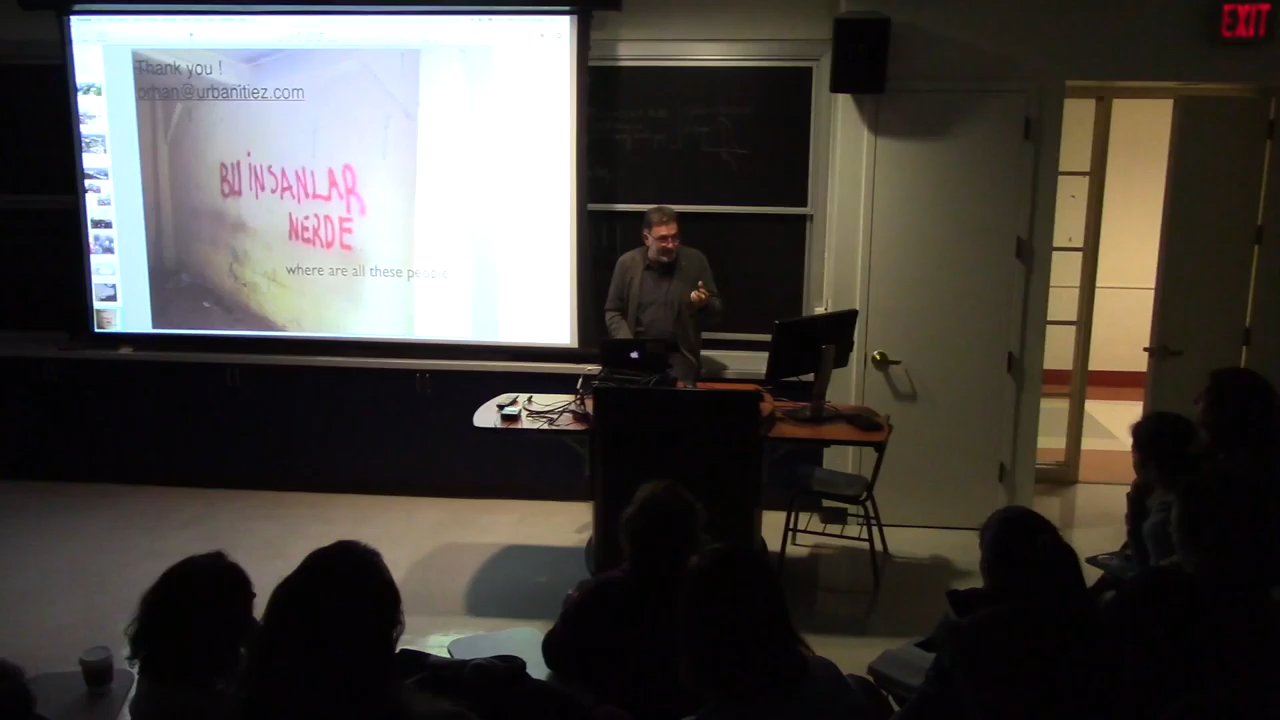 Thank you !
orhan@urbanitiez.com
BU İNSANLAR
NERDE
where are all these people
EXIT